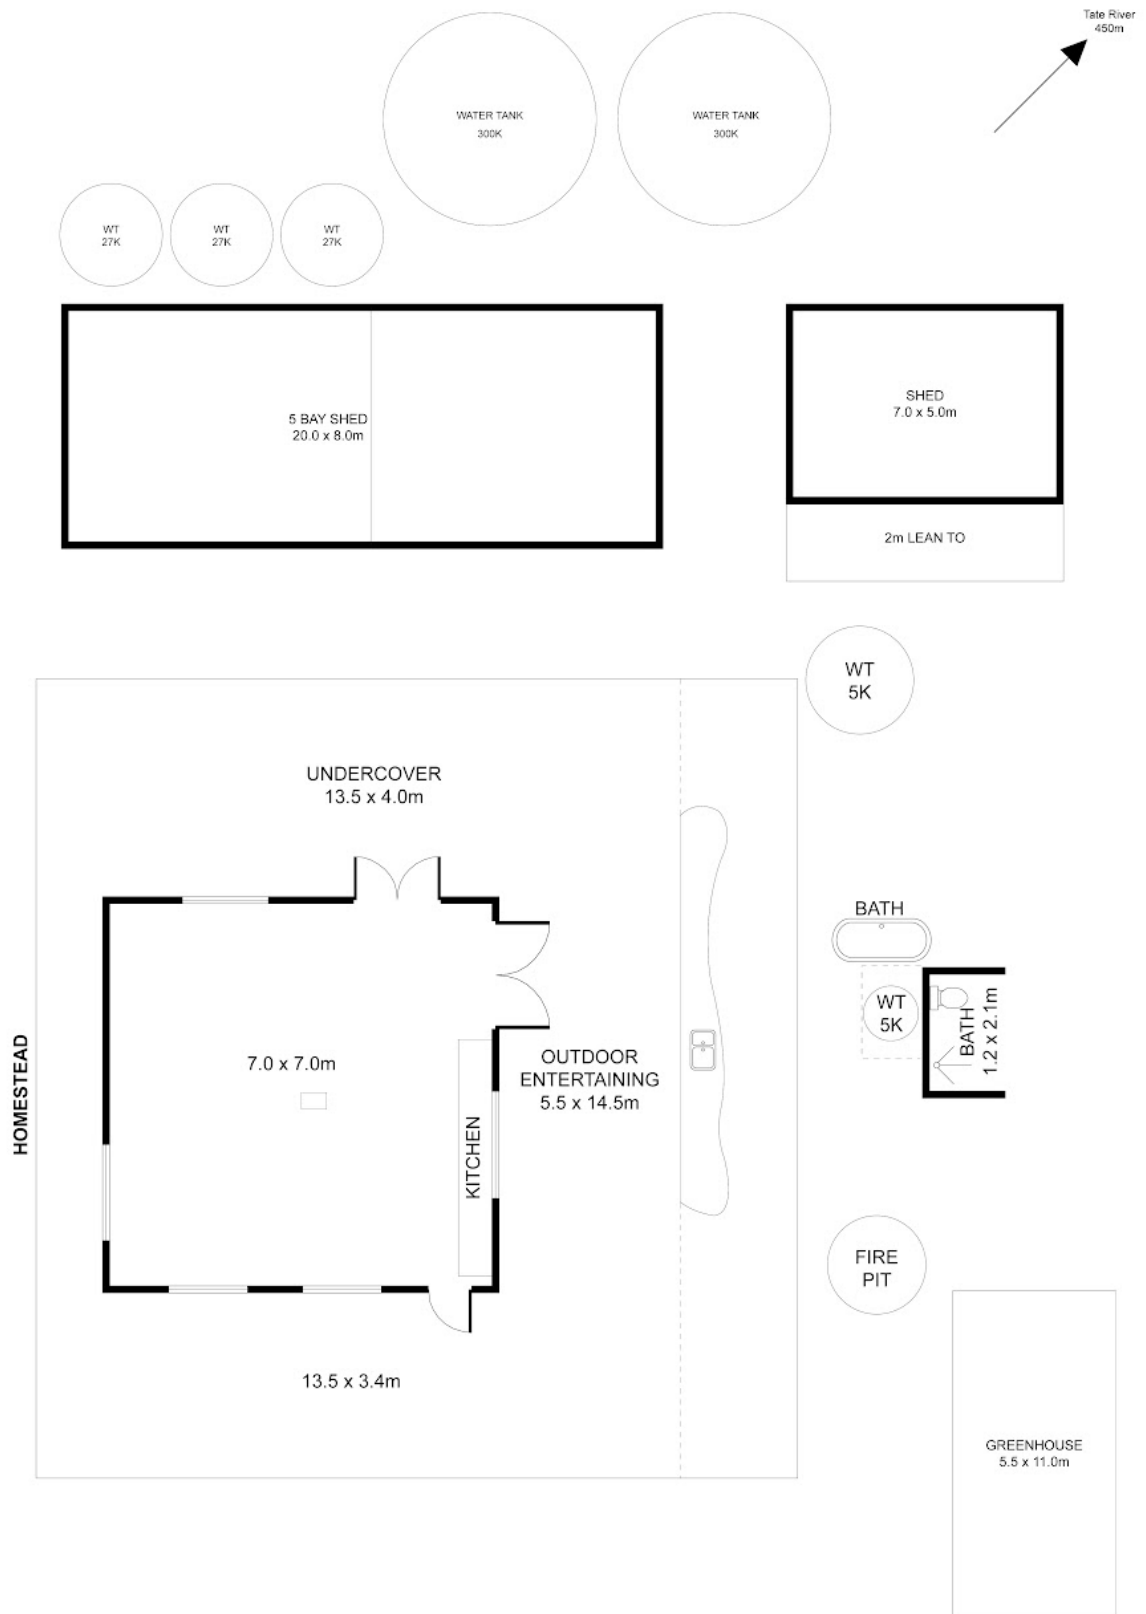 Tate River
450m
WATER TANK
300K
WATER TANK
300K
WT
27K
WT
27K
WT
27K
5 BAY SHED
20.0 x 8.0m
SHED
7.0 x 5.0m
2m LEAN TO
WT
5K
UNDERCOVER
13.5 x 4.0m
BATH
WT
5K
BATH
1.2 x 2.1m
HOMESTEAD
7.0 x 7.0m
OUTDOOR
ENTERTAINING
5.5 x 14.5m
KITCHEN
FIRE
PIT
13.5 x 3.4m
GREENHOUSE
5.5 x 11.0m